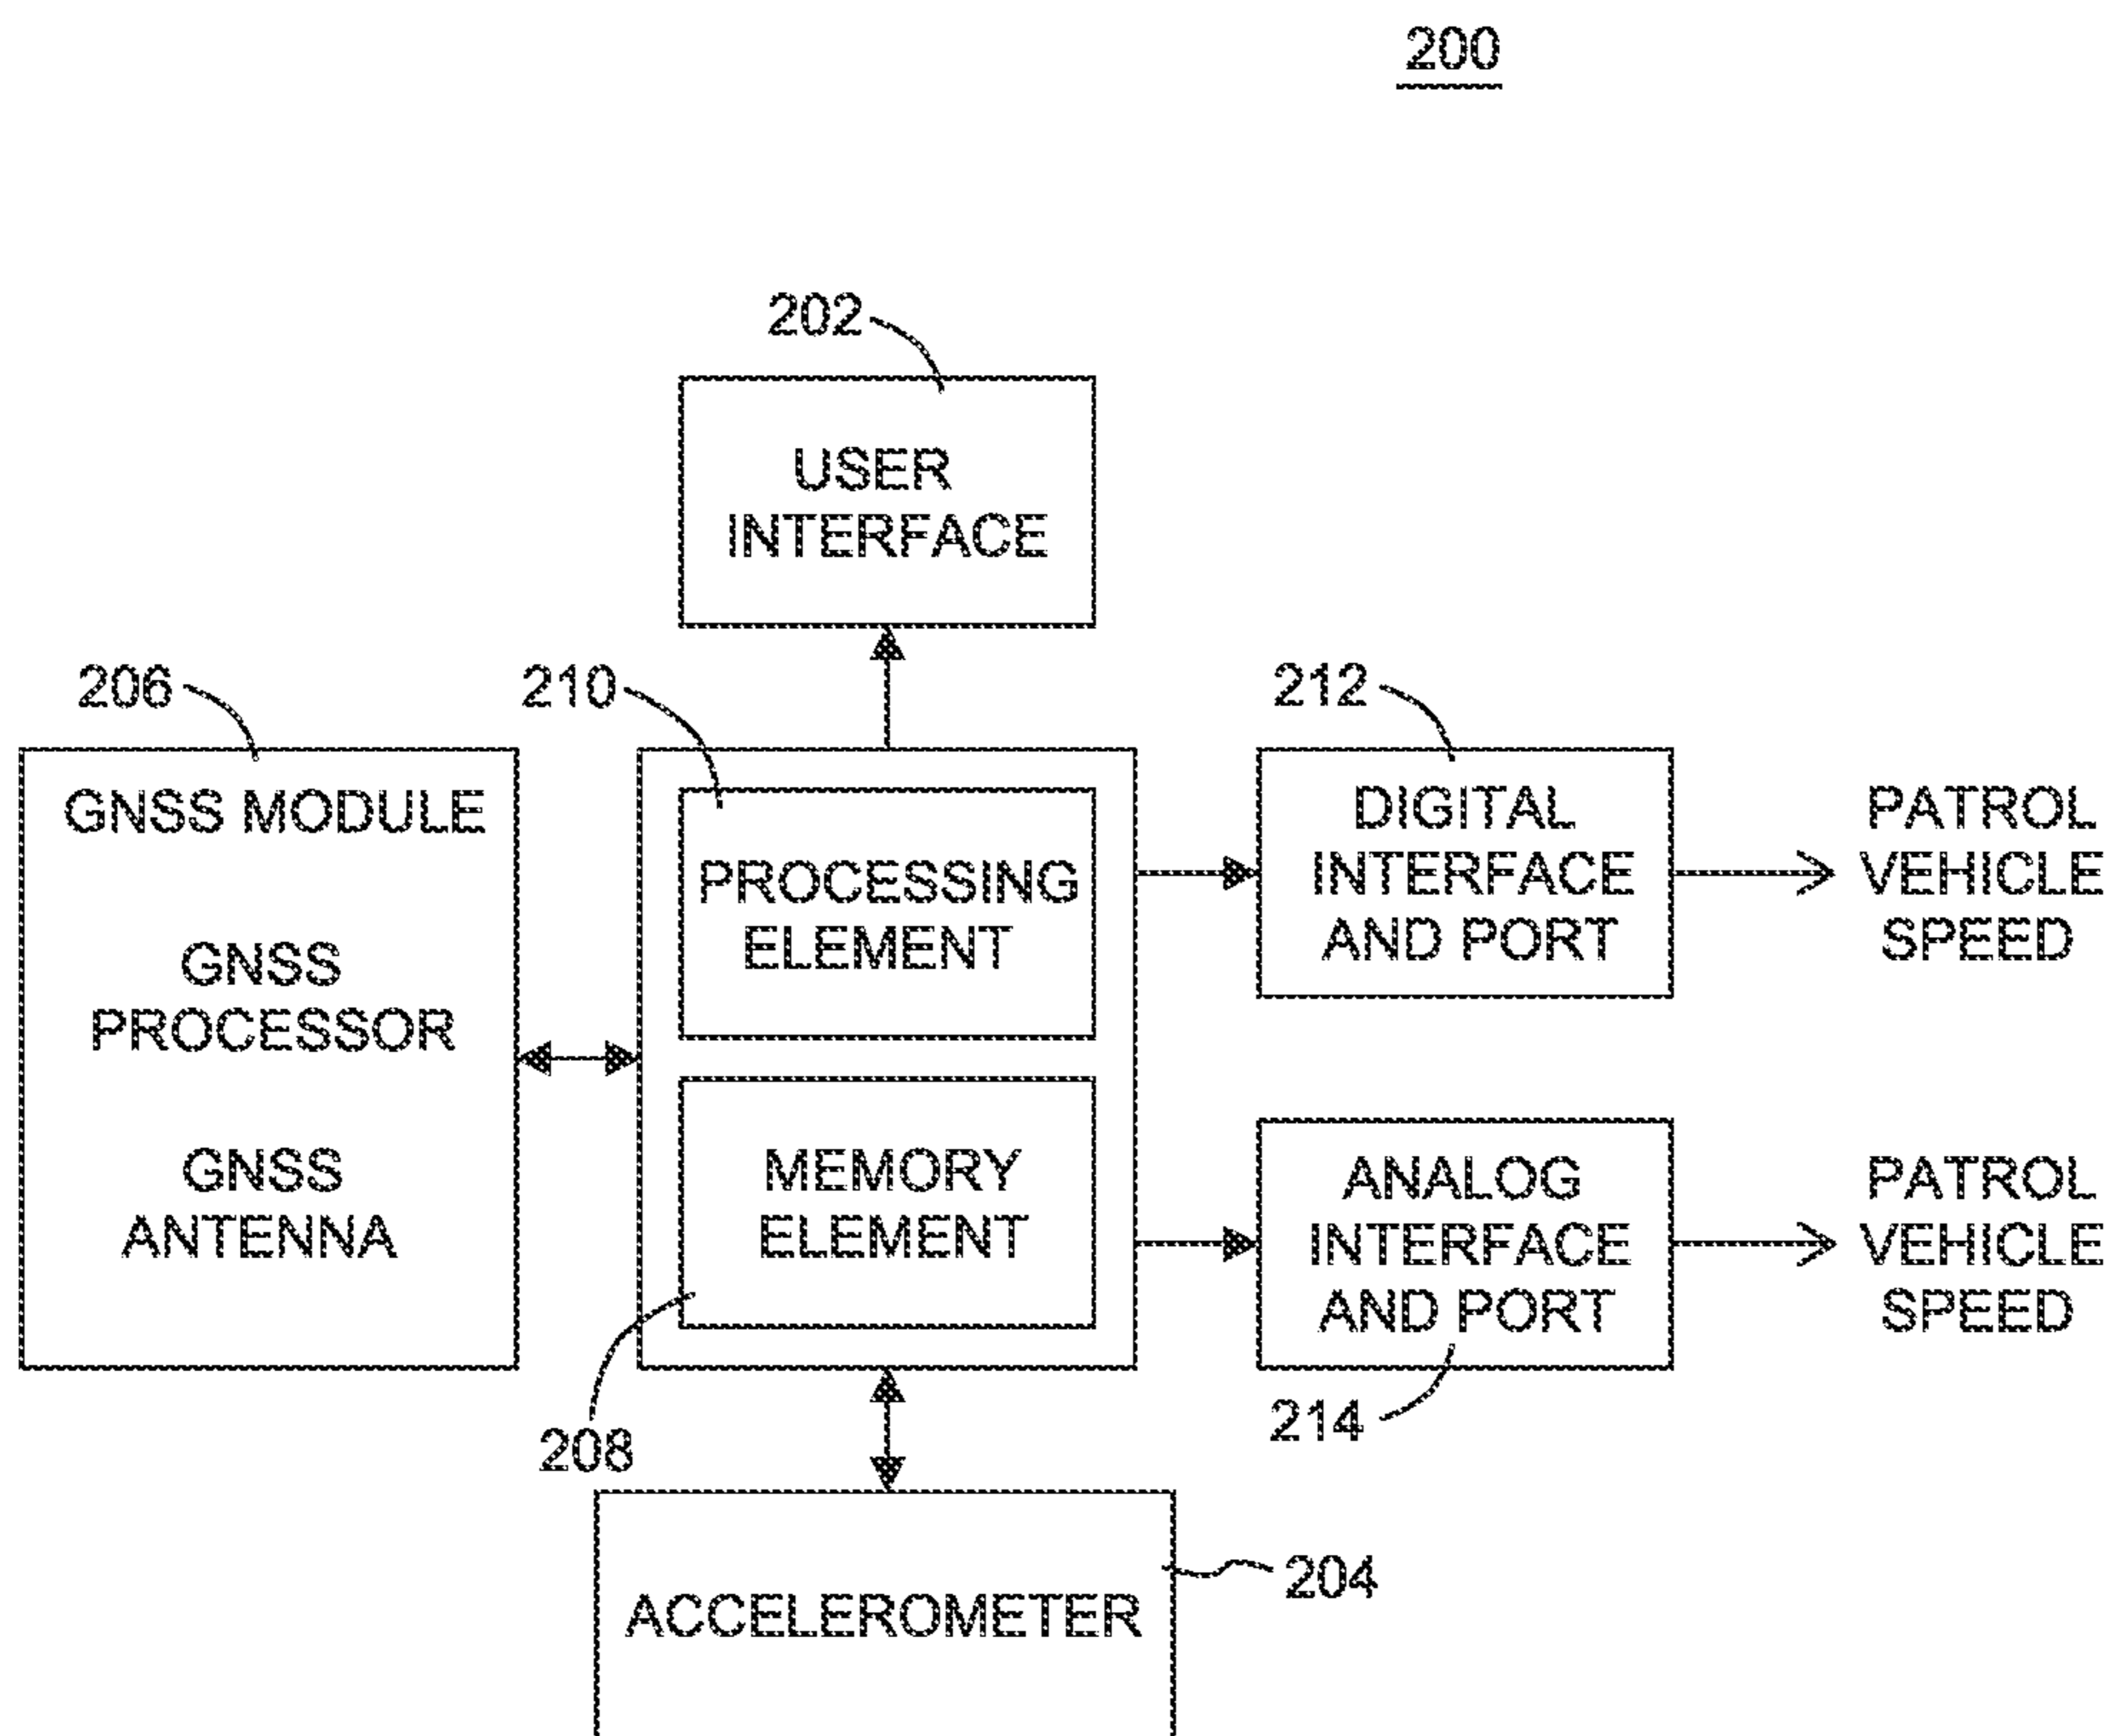 200
202
USER
INTERFACE
206
210
212
GNSS MODULE
GNSS
PROCESSOR
GNSS
ANTENNA
PROCESSING
ELEMENT
MEMORY
ELEMENT
DIGITAL
INTERFACE
AND PORT
PATROL
VEHICLE
SPEED
ANALOG
INTERFACE
AND PORT
PATROL
VEHICLE
SPEED
208
214
204
ACCELEROMETER